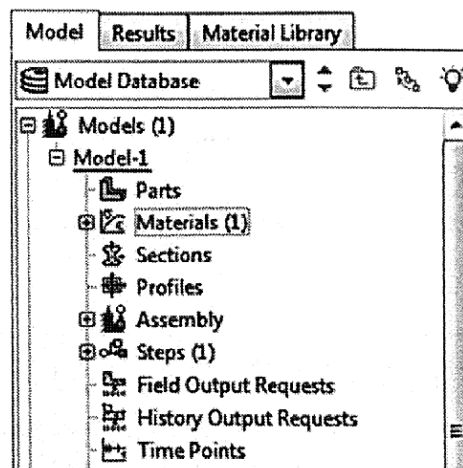 Model Results Material Library
Model Database
Models (1)
Model-1
Parts
Materials (1)
Sections
Profiles
Assembly
Steps (1)
Field Output Requests
History Output Requests
Time Points